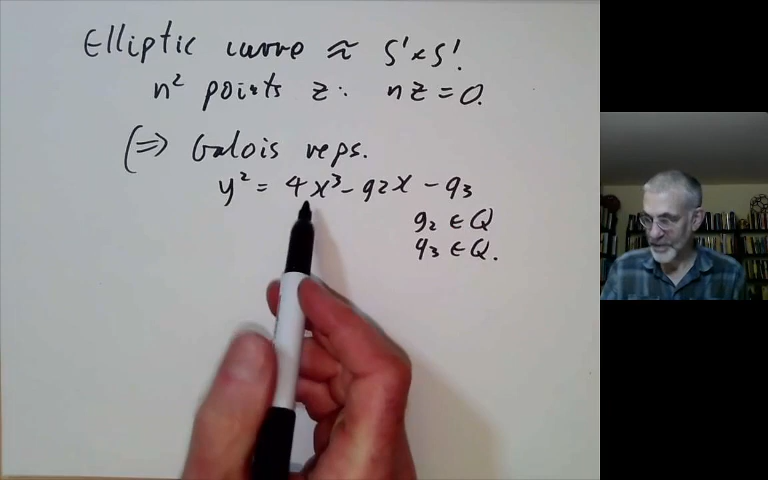 Elliptic curve ≈ S¹×S¹.
n² points z: nz = 0.
(⇒ Galois reps.
y² = 4x³ - g₂x - g₃
g₂ ∈ Q
g₃ ∈ Q.